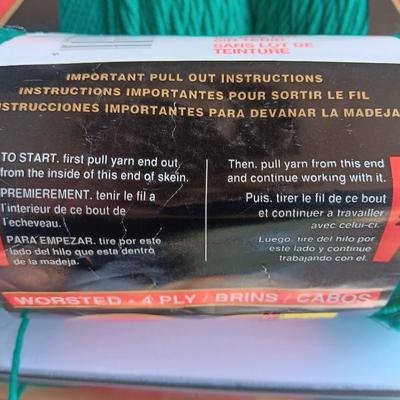 SANS LOT DE
TEINTURE
IMPORTANT PULL OUT INSTRUCTIONS
INSTRUCTIONS IMPORTANTES POUR SORTIR LE FIL
INSTRUCCIONES IMPORTANTES PARA DEVANAR LA MADEJA
TO START. first pull yarn end out
from the inside of this end of skein.
PREMIEREMENT. tenir le fil a
l'interieur de ce bout de
l'echeveau.
PARA EMPEZAR. tire por este
lado del hilo que esta dentro
de la madeja.
Then. pull yarn from this end
and continue working with it.
Puis. tirer le fil de ce bout
et continuer a travailler
avec celui-ci.
Luego. tire del hilo por
este lado y continue
trabajando con el.
WORSTED • 4 PLY / BRINS / CABOS